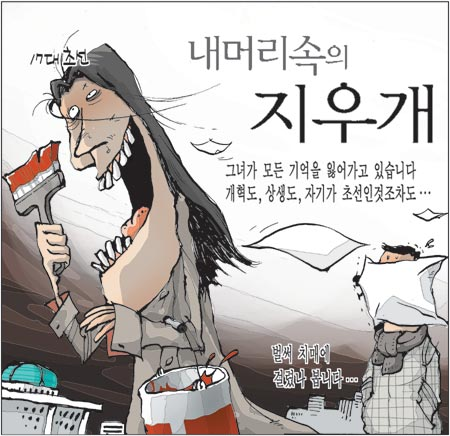 17대 초선
내머리속의
지우개
그녀가 모든 기억을 잃어가고 있습니다
개혁도, 상생도, 자기가 초선인것조차도…
벌써 치매에
걸렸나 봅니다…